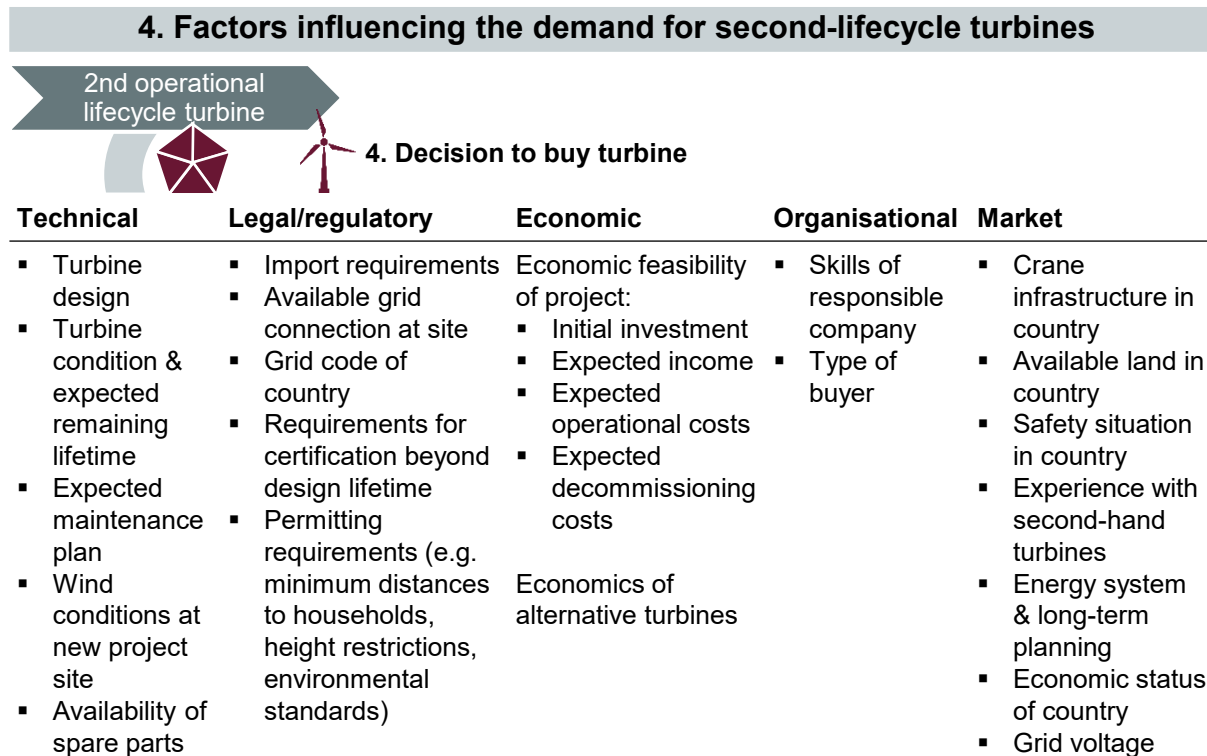 4. Factors influencing the demand for second-lifecycle turbines
2nd operational
lifecycle turbine
4. Decision to buy turbine
Technical
▪ Turbine
design
▪ Turbine
condition &
expected
remaining
lifetime
▪ Expected
maintenance
plan
▪ Wind
conditions at
new project
site
▪ Availability of
spare parts
Legal/regulatory
▪ Import requirements
▪ Available grid
connection at site
▪ Grid code of
country
▪ Requirements for
certification beyond
design lifetime
▪ Permitting
requirements (e.g.
minimum distances
to households,
height restrictions,
environmental
standards)
Economic
Economic feasibility
of project:
▪ Initial investment
▪ Expected income
▪ Expected
operational costs
▪ Expected
decommissioning
costs
Economics of
alternative turbines
Organisational
▪ Skills of
responsible
company
▪ Type of
buyer
Market
▪ Crane
infrastructure in
country
▪ Available land in
country
▪ Safety situation
in country
▪ Experience with
second-hand
turbines
▪ Energy system
& long-term
planning
▪ Economic status
of country
▪ Grid voltage